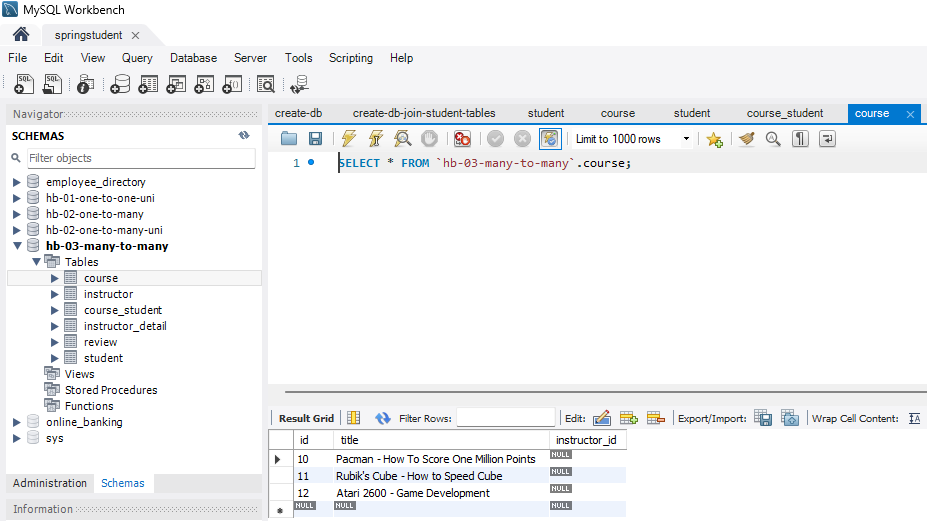 MySQL Workbench
springstudent
File Edit View Query Database Server Tools Scripting Help
Navigator
SCHEMAS
Filter objects
employee_directory
hb-01-one-to-one-uni
hb-02-one-to-many
hb-02-one-to-many-uni
hb-03-many-to-many
Tables
course
instructor
course_student
instructor_detail
review
student
Views
Stored Procedures
Functions
online_banking
sys
Administration Schemas
Information
create-db create-db-join-student-tables student course student course_student course
Limit to 1000 rows
1 SELECT * FROM `hb-03-many-to-many`.course;
Result Grid Filter Rows: Edit: Export/Import: Wrap Cell Content: IA
id title instructor_id
10 Pacman - How To Score One Million Points NULL
11 Rubik's Cube - How to Speed Cube NULL
12 Atari 2600 - Game Development NULL
NULL NULL NULL